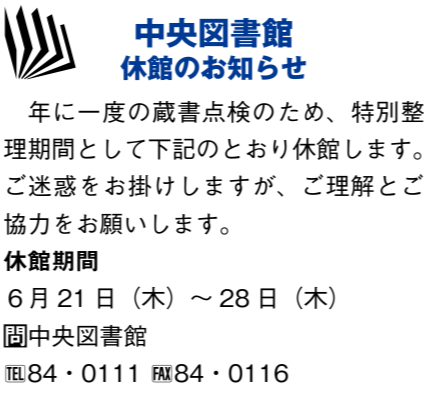 中央図書館
休館のお知らせ
　年に一度の蔵書点検のため、特別整
理期間として下記のとおり休館します。
ご迷惑をお掛けしますが、ご理解とご
協力をお願いします。
休館期間
６月 21 日（木）～ 28 日（木）
問中央図書館
℡84・0111 FAX84・0116